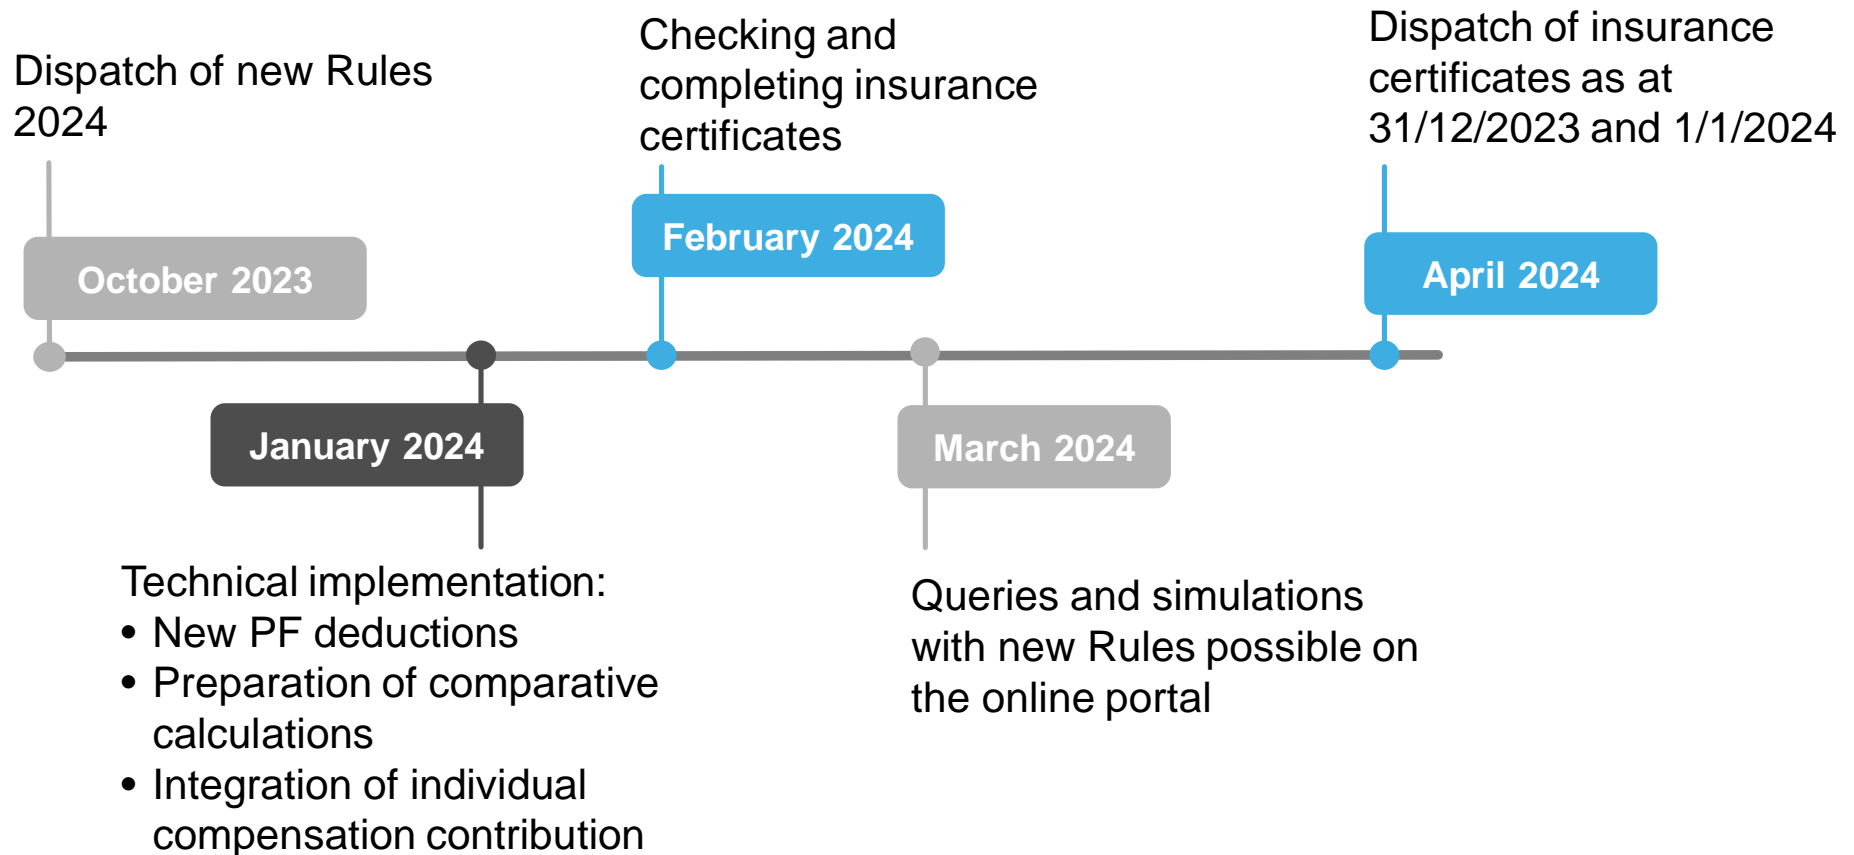 Dispatch of new Rules
2024
October 2023
Technical implementation:
• New PF deductions
• Preparation of comparative
calculations
• Integration of individual
compensation contribution
January 2024
Checking and
completing insurance
certificates
February 2024
March 2024
Queries and simulations
with new Rules possible on
the online portal
Dispatch of insurance
certificates as at
31/12/2023 and 1/1/2024
April 2024